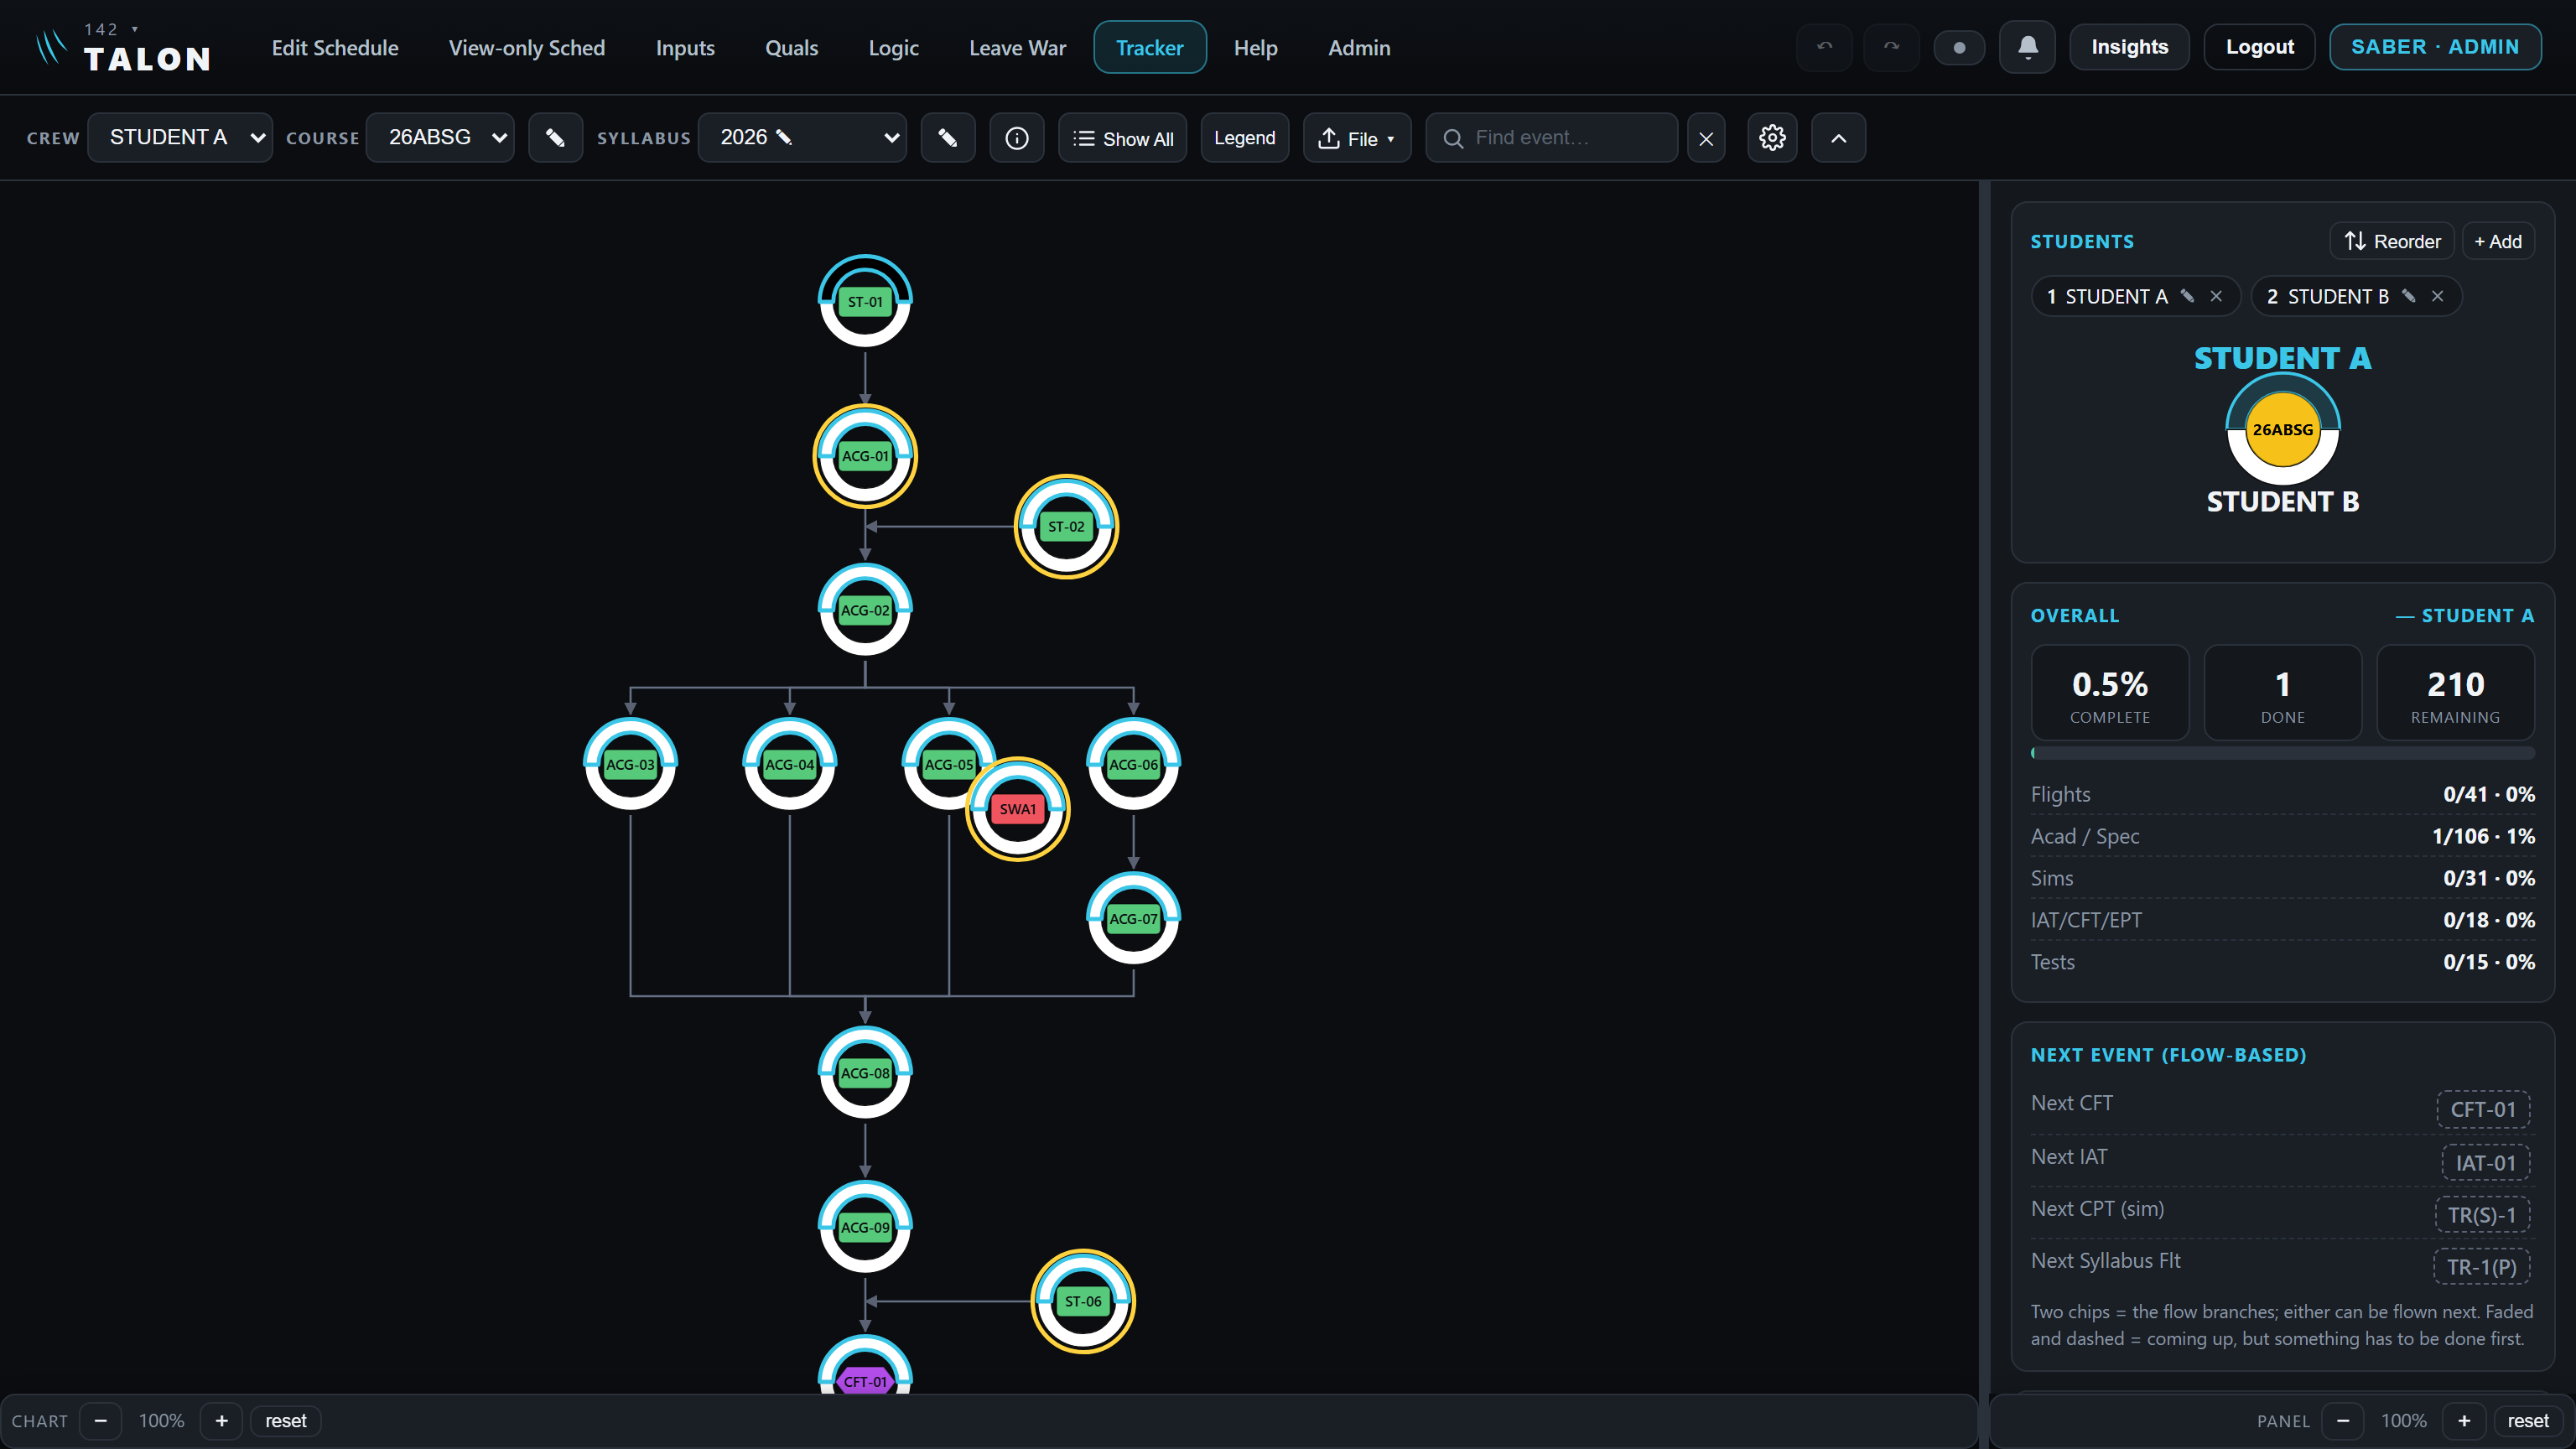 142 ▾
TALON
Edit Schedule
View-only Sched
Inputs
Quals
Logic
Leave War
Tracker
Help
Admin
Insights
Logout
SABER · ADMIN
CREW
STUDENT A
COURSE
26ABSG
SYLLABUS
2026
Show All
Legend
File ▾
Find event…
ST-01
ACG-01
ST-02
ACG-02
ACG-03
ACG-04
ACG-05
SWA1
ACG-06
ACG-07
ACG-08
ACG-09
ST-06
CFT-01
STUDENTS
Reorder
+ Add
1 STUDENT A
2 STUDENT B
STUDENT A
26ABSG
STUDENT B
OVERALL
— STUDENT A
0.5%
COMPLETE
1
DONE
210
REMAINING
Flights 0/41 · 0%
Acad / Spec 1/106 · 1%
Sims 0/31 · 0%
IAT/CFT/EPT 0/18 · 0%
Tests 0/15 · 0%
NEXT EVENT (FLOW-BASED)
Next CFT CFT-01
Next IAT IAT-01
Next CPT (sim) TR(S)-1
Next Syllabus Flt TR-1(P)
Two chips = the flow branches; either can be flown next. Faded
and dashed = coming up, but something has to be done first.
CHART − 100% + reset
PANEL − 100% + reset